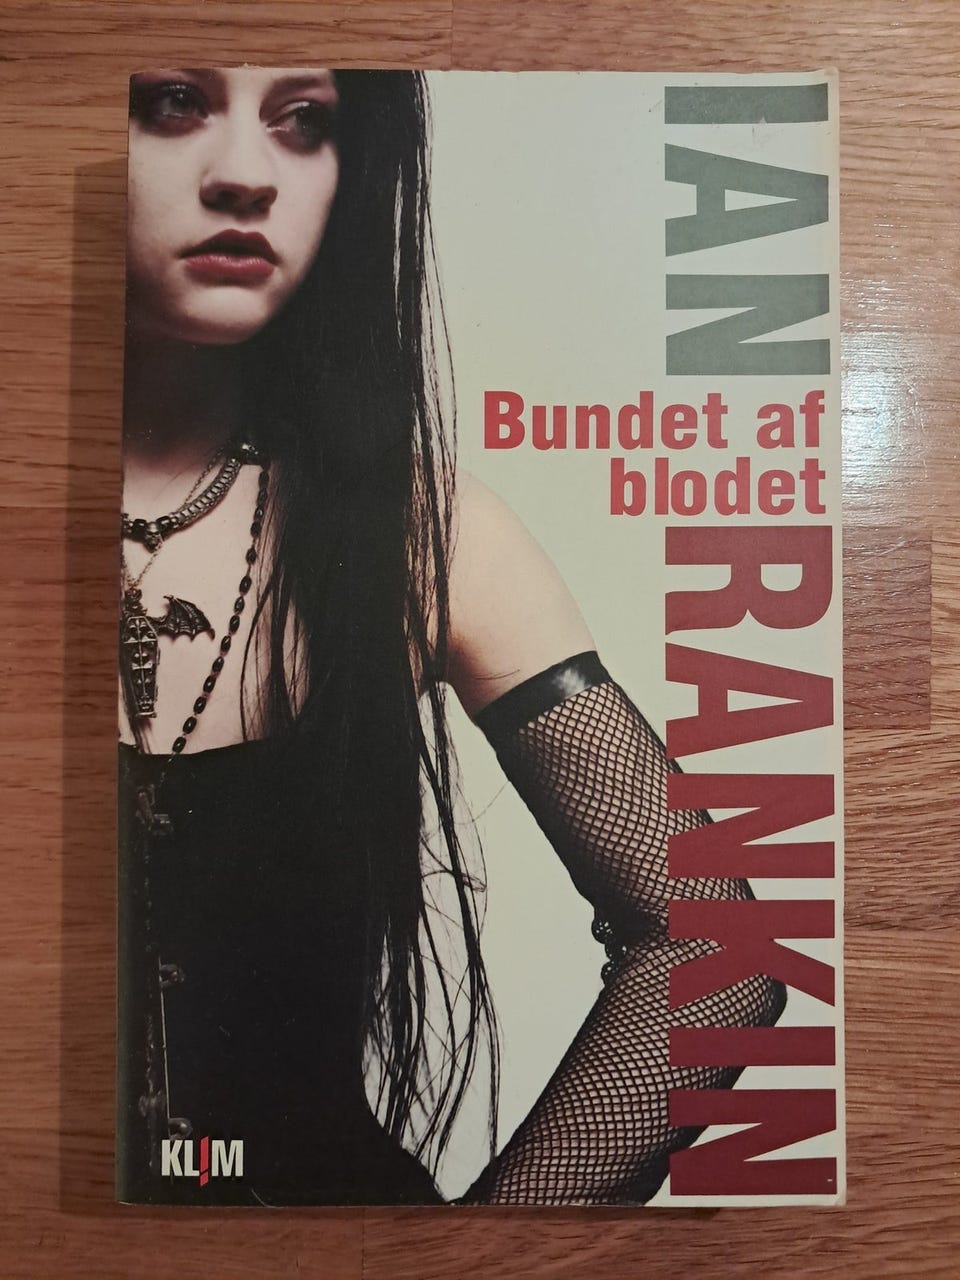 IAN
Bundet af
blodet
RANKIN
KL!M